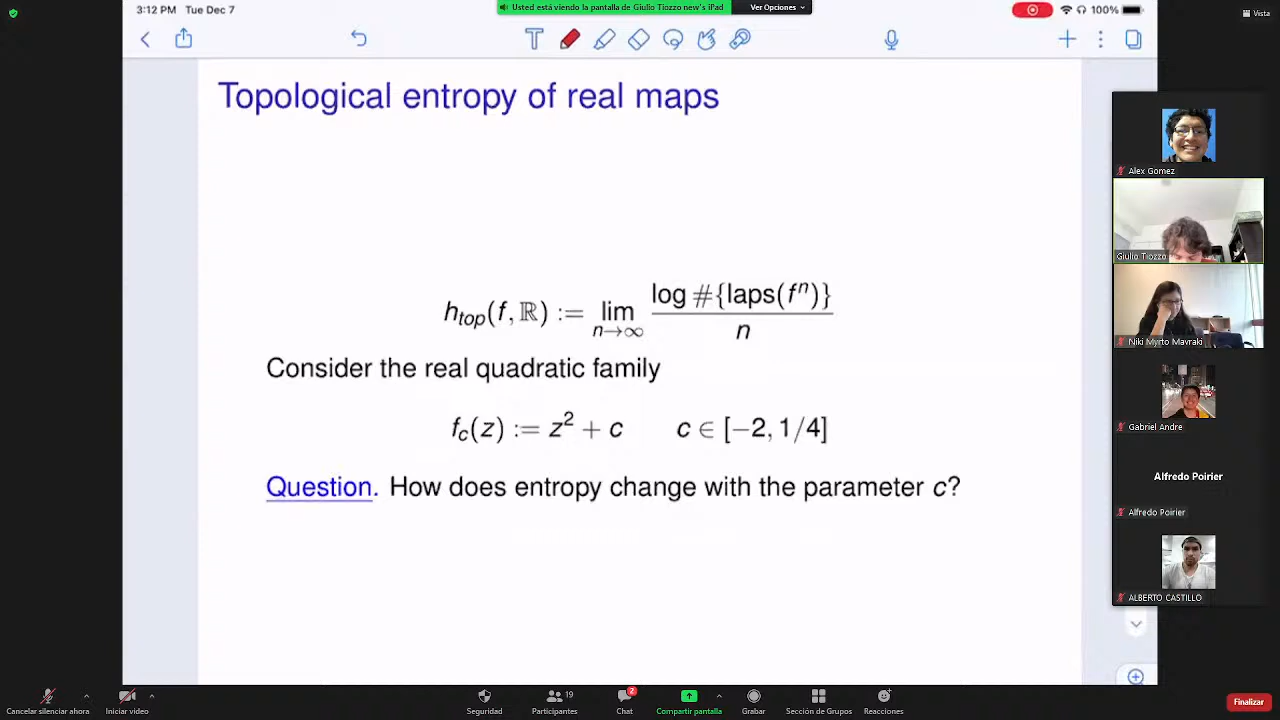 3:12 PM Tue Dec 7
Usted está viendo la pantalla de Giulio Tiozzo new's iPad
Ver Opciones
100%
Vista
Topological entropy of real maps
h_top(f, ℝ) := lim_{n→∞} log #{laps(fⁿ)} / n
Consider the real quadratic family
f_c(z) := z² + c c ∈ [−2, 1/4]
Question. How does entropy change with the parameter c?
Alex Gomez
Giulio Tiozzo
Niki Myrto Mavraki
Gabriel Andre
Alfredo Poirier
Alfredo Poirier
ALBERTO CASTILLO
Cancelar silenciar ahora
Iniciar video
Seguridad
19
Participantes
2
Chat
Compartir pantalla
Grabar
Sección de Grupos
Reacciones
Finalizar